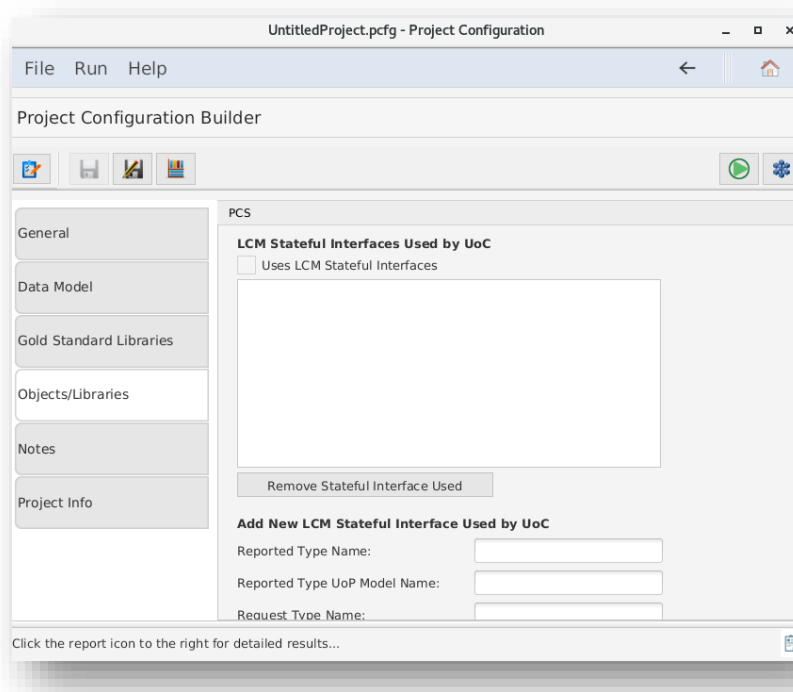 UntitledProject.pcfg - Project Configuration
File Run Help
Project Configuration Builder
PCS
General
Data Model
Gold Standard Libraries
Objects/Libraries
Notes
Project Info
LCM Stateful Interfaces Used by UoC
Uses LCM Stateful Interfaces
Remove Stateful Interface Used
Add New LCM Stateful Interface Used by UoC
Reported Type Name:
Reported Type UoP Model Name:
Request Type Name:
Click the report icon to the right for detailed results...